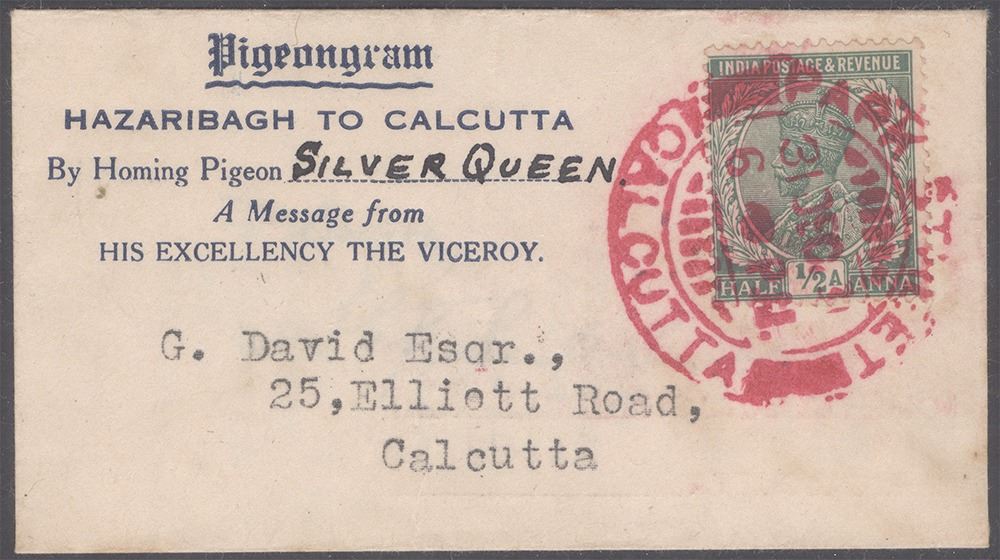 Pigeongram
HAZARIBAGH TO CALCUTTA
By Homing Pigeon SILVER QUEEN.
A Message from
HIS EXCELLENCY THE VICEROY.
INDIA POSTAGE & REVENUE
HALF 1/2A ANNA
CALCUTTA
G. David Esqr.,
25,Elliott Road,
Calcutta